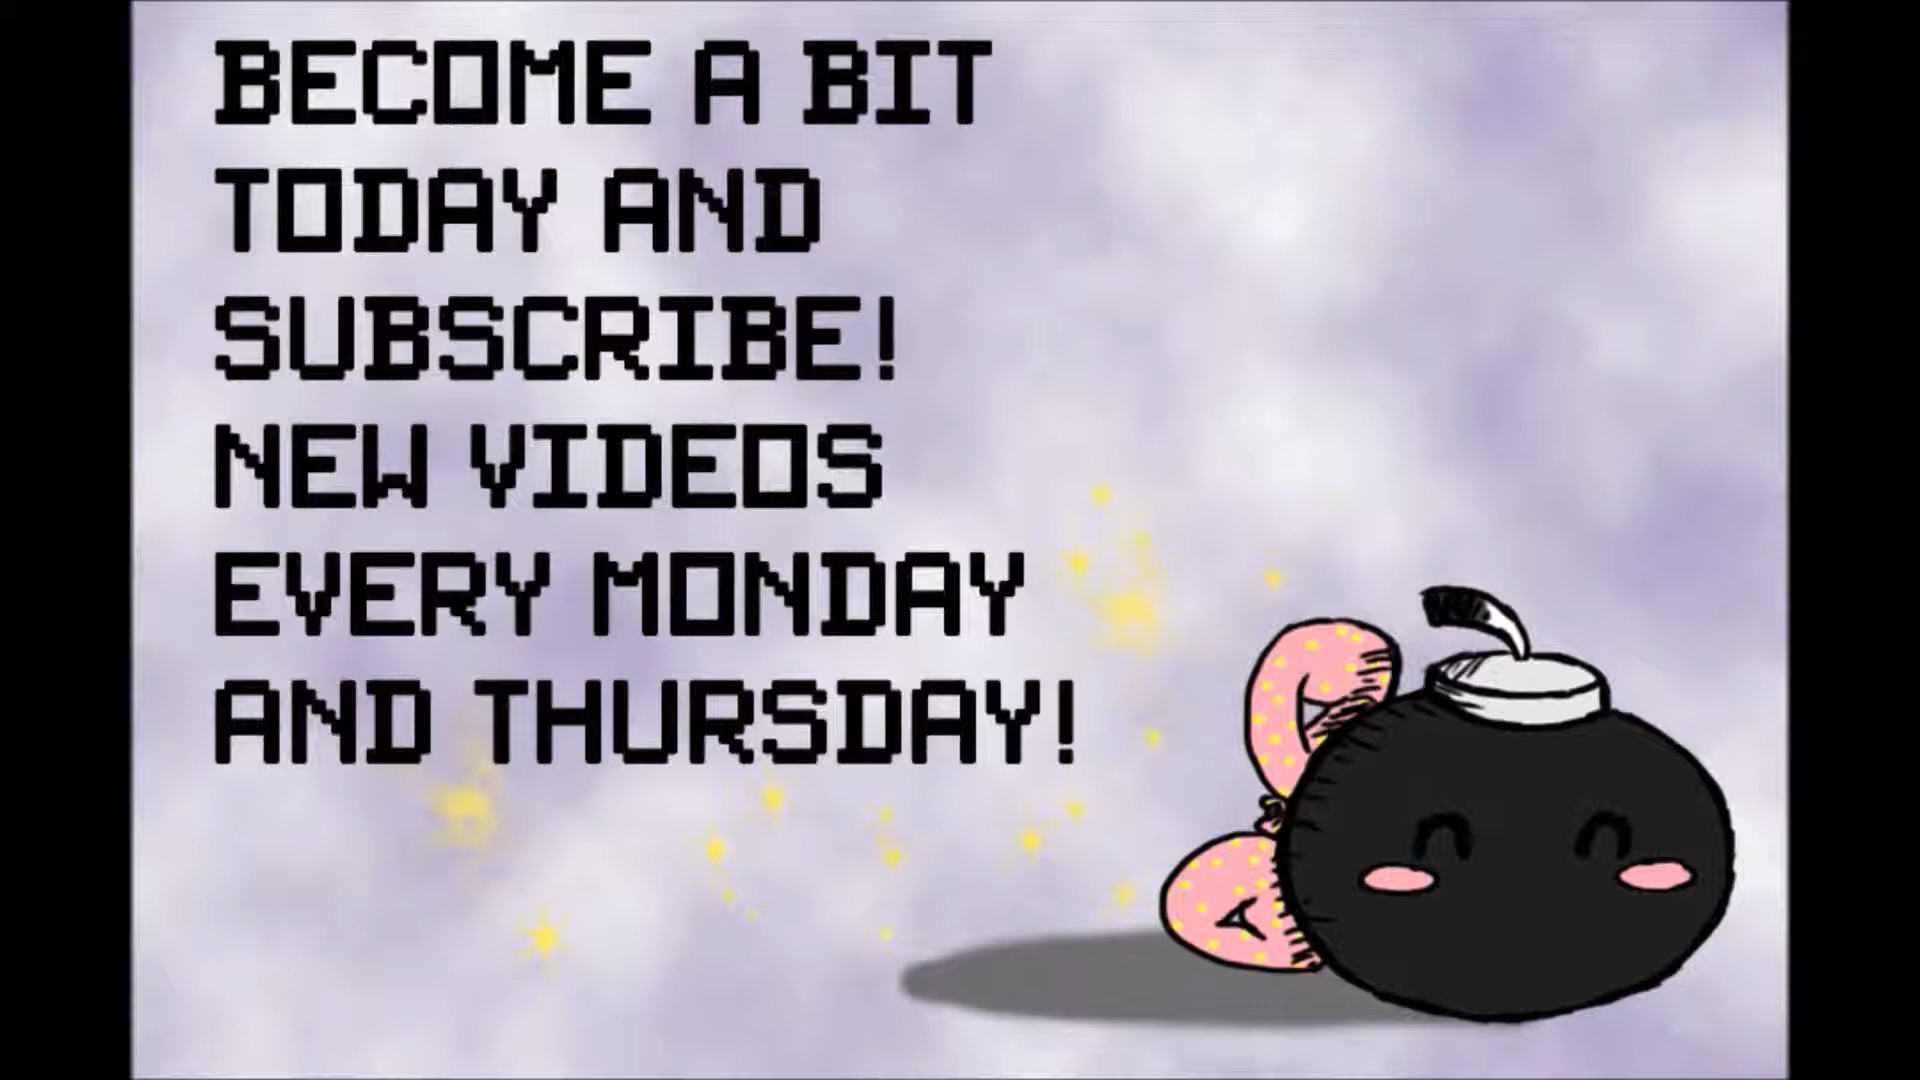 BECOME A BIT
TODAY AND
SUBSCRIBE!
NEW VIDEOS
EVERY MONDAY
AND THURSDAY!